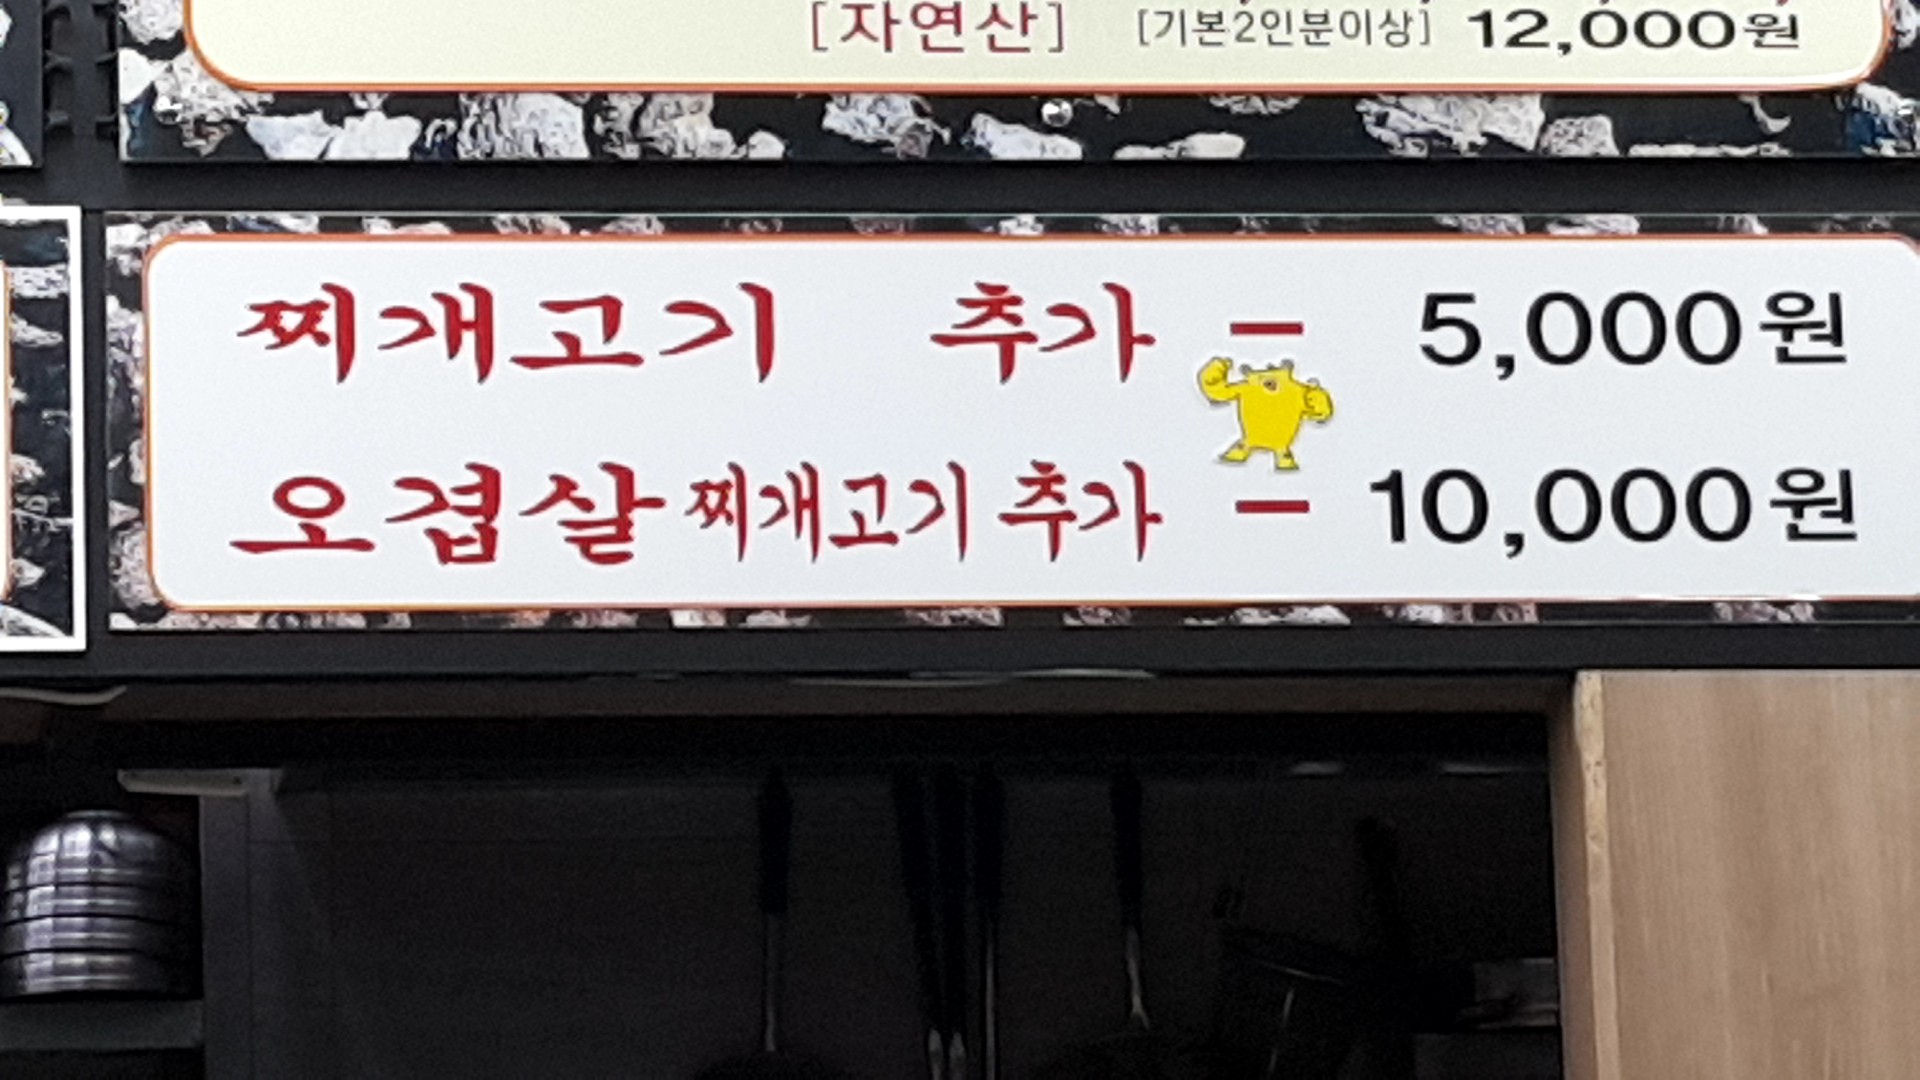 [자연산] [기본2인분이상] 12,000원
찌개고기 추가 - 5,000원
오겹살찌개고기 추가 - 10,000원